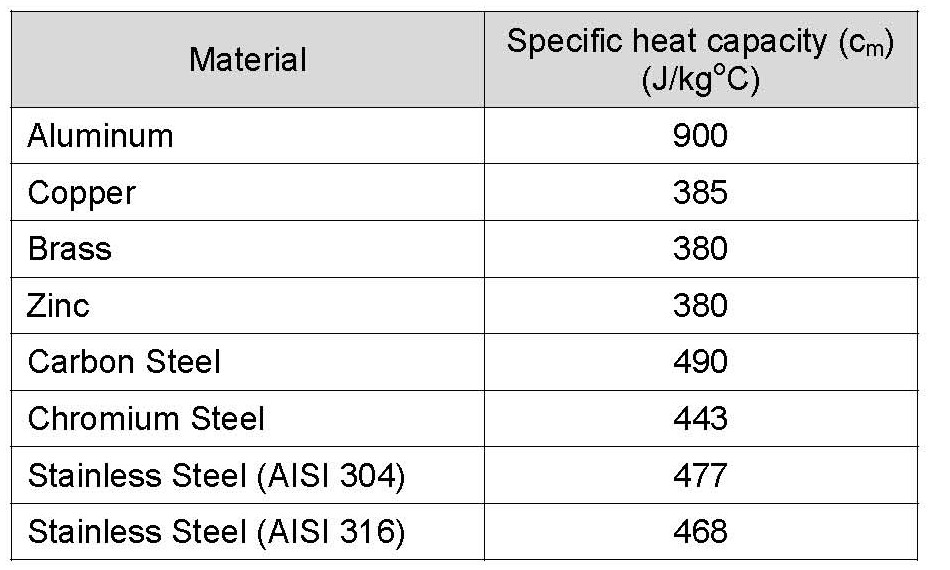 Material
Specific heat capacity (cm)
(J/kg°C)
Aluminum 900
Copper 385
Brass 380
Zinc 380
Carbon Steel 490
Chromium Steel 443
Stainless Steel (AISI 304) 477
Stainless Steel (AISI 316) 468